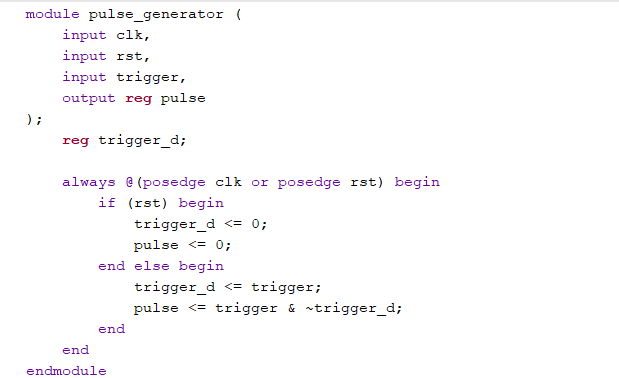 module pulse_generator (
    input clk,
    input rst,
    input trigger,
    output reg pulse
);
    reg trigger_d;

    always @(posedge clk or posedge rst) begin
        if (rst) begin
            trigger_d <= 0;
            pulse <= 0;
        end else begin
            trigger_d <= trigger;
            pulse <= trigger & ~trigger_d;
        end
    end
endmodule